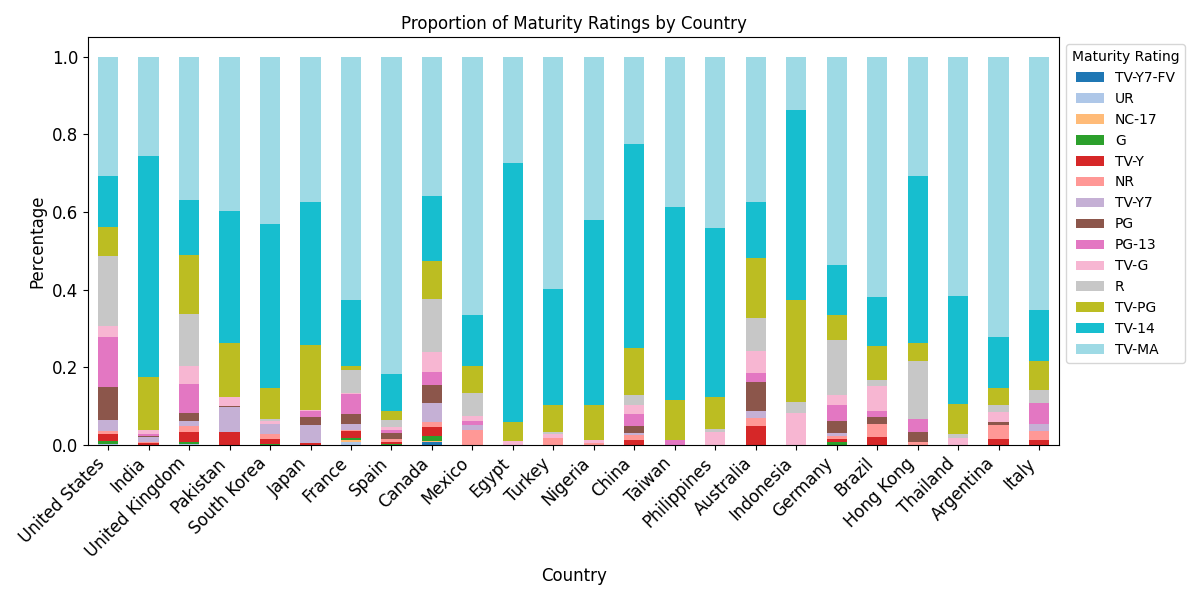 Proportion of Maturity Ratings by Country
Percentage
1.0
0.8
0.6
0.4
0.2
0.0
United States
India
United Kingdom
Pakistan
South Korea
Japan
France
Spain
Canada
Mexico
Egypt
Turkey
Nigeria
China
Taiwan
Philippines
Australia
Indonesia
Germany
Brazil
Hong Kong
Thailand
Argentina
Italy
Country
Maturity Rating
TV-Y7-FV
UR
NC-17
G
TV-Y
NR
TV-Y7
PG
PG-13
TV-G
R
TV-PG
TV-14
TV-MA